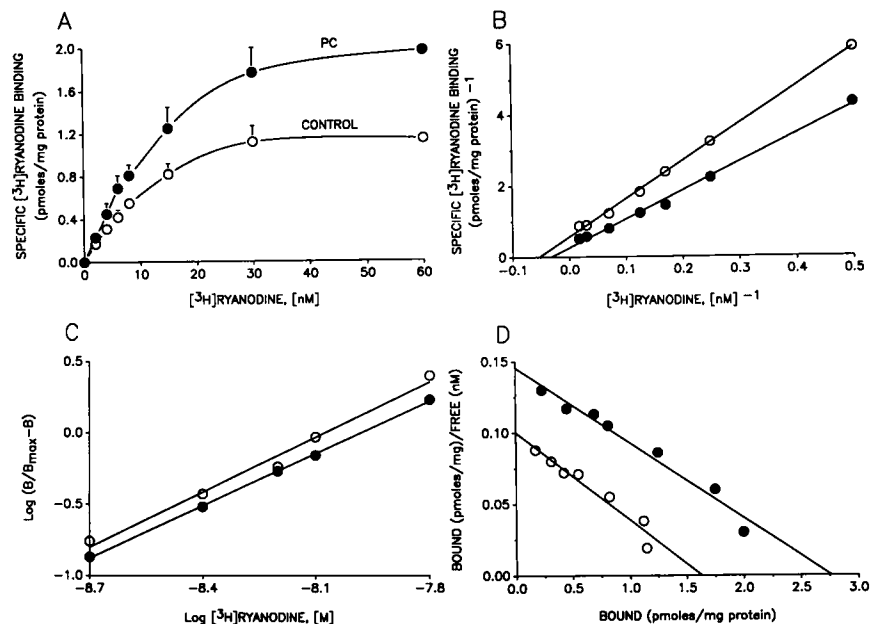 A
SPECIFIC [³H]RYANODINE BINDING
(pmoles/mg protein)
2.0
1.6
1.2
0.8
0.4
0.0
PC
CONTROL
0 10 20 30 40 50 60
[³H]RYANODINE, [nM]
B
SPECIFIC [³H]RYANODINE BINDING
(pmoles/mg protein) ⁻¹
6
4
2
0
-0.1 0.0 0.1 0.2 0.3 0.4 0.5
[³H]RYANODINE, [nM] ⁻¹
C
Log (B/Bmax-B)
0.5
0.0
-0.5
-1.0
-8.7 -8.4 -8.1 -7.8
Log [³H]RYANODINE, [M]
D
BOUND (pmoles/mg)/FREE (nM)
0.15
0.10
0.05
0.00
0.0 0.5 1.0 1.5 2.0 2.5 3.0
BOUND (pmoles/mg protein)